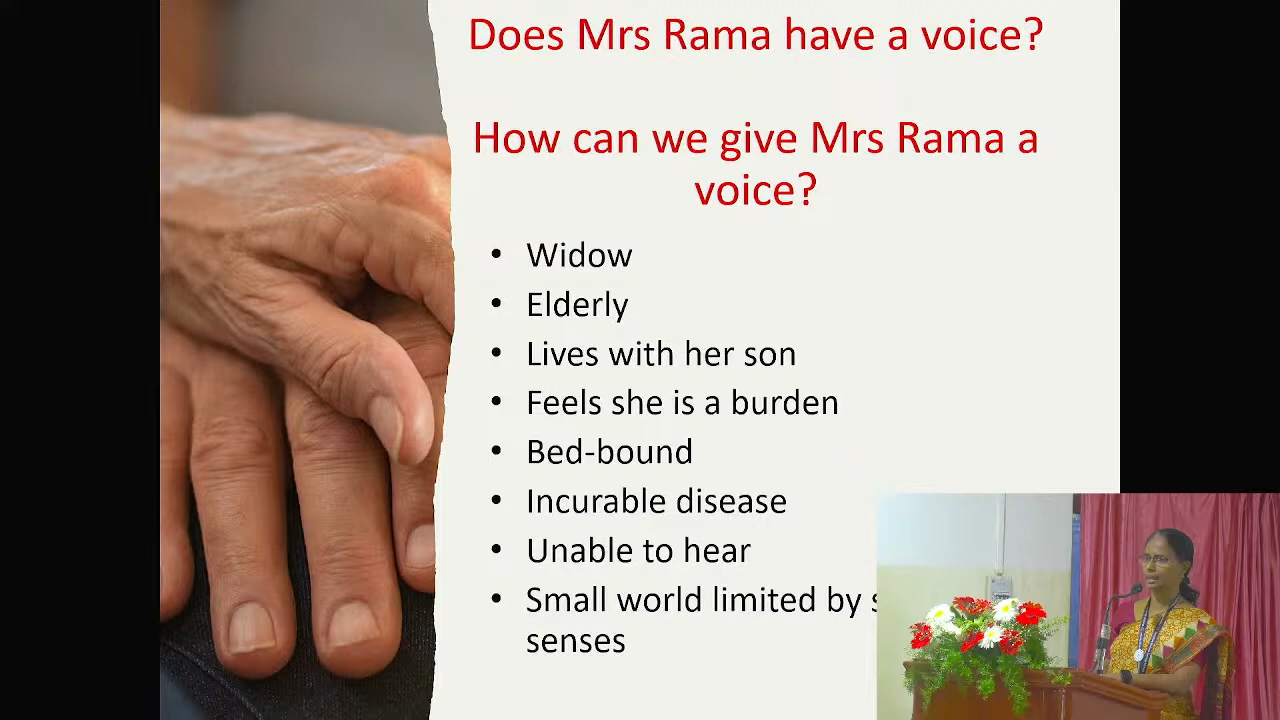 Does Mrs Rama have a voice?
How can we give Mrs Rama a
voice?
• Widow
• Elderly
• Lives with her son
• Feels she is a burden
• Bed-bound
• Incurable disease
• Unable to hear
• Small world limited by
senses